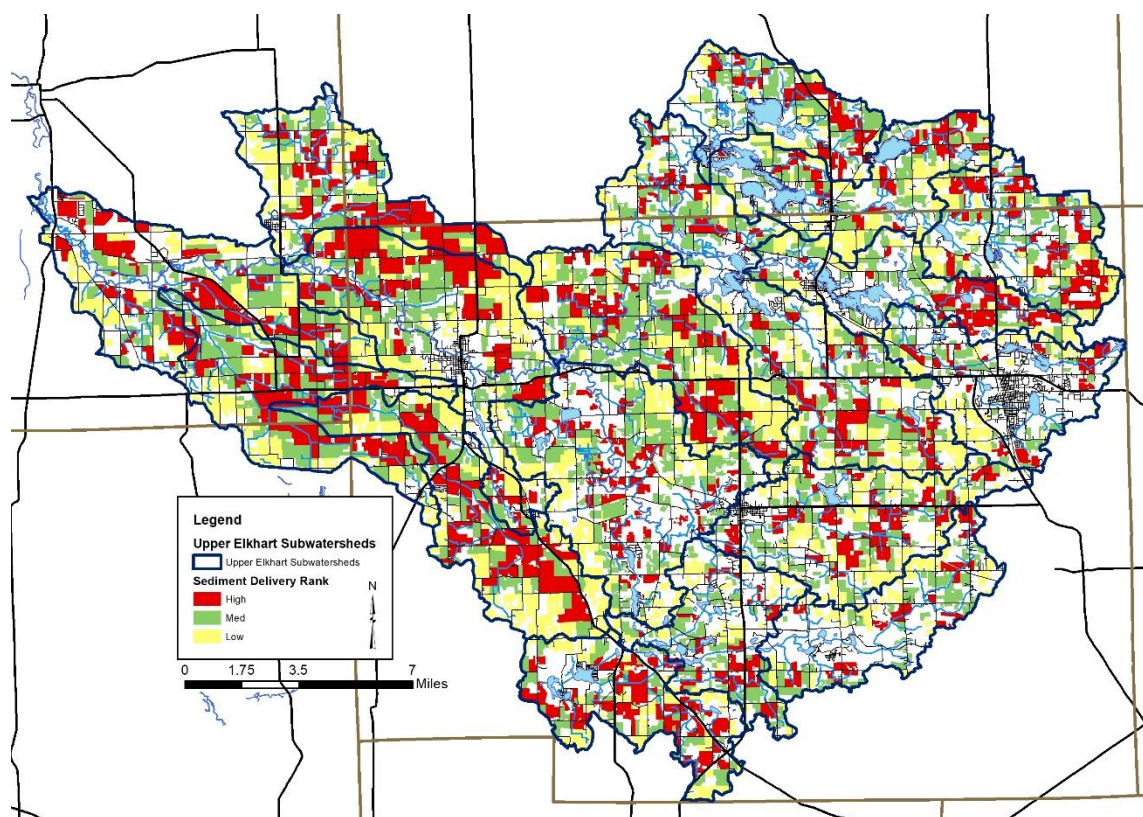 Legend
Upper Elkhart Subwatersheds
Upper Elkhart Subwatersheds
Sediment Delivery Rank
High
Med
Low
N
0 1.75 3.5 7
Miles